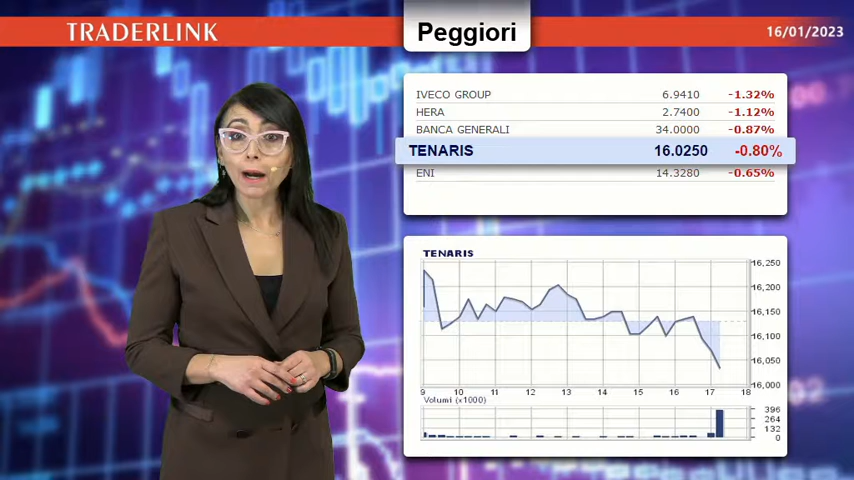 TRADERLINK
Peggiori
16/01/2023
IVECO GROUP 6.9410 -1.32%
HERA 2.7400 -1.12%
BANCA GENERALI 34.0000 -0.87%
TENARIS 16.0250 -0.80%
ENI 14.3280 -0.65%
TENARIS
16,250
16,200
16,150
16,100
16,050
16,000
9 10 11 12 13 14 15 16 17 18
Volumi (x1000)
396
264
132
0